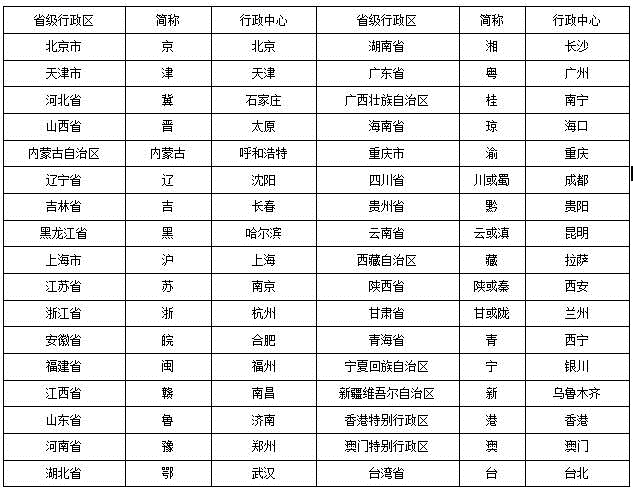 省级行政区 简称 行政中心 省级行政区 简称 行政中心
北京市 京 北京 湖南省 湘 长沙
天津市 津 天津 广东省 粤 广州
河北省 冀 石家庄 广西壮族自治区 桂 南宁
山西省 晋 太原 海南省 琼 海口
内蒙古自治区 内蒙古 呼和浩特 重庆市 渝 重庆
辽宁省 辽 沈阳 四川省 川或蜀 成都
吉林省 吉 长春 贵州省 黔 贵阳
黑龙江省 黑 哈尔滨 云南省 云或滇 昆明
上海市 沪 上海 西藏自治区 藏 拉萨
江苏省 苏 南京 陕西省 陕或秦 西安
浙江省 浙 杭州 甘肃省 甘或陇 兰州
安徽省 皖 合肥 青海省 青 西宁
福建省 闽 福州 宁夏回族自治区 宁 银川
江西省 赣 南昌 新疆维吾尔自治区 新 乌鲁木齐
山东省 鲁 济南 香港特别行政区 港 香港
河南省 豫 郑州 澳门特别行政区 澳 澳门
湖北省 鄂 武汉 台湾省 台 台北